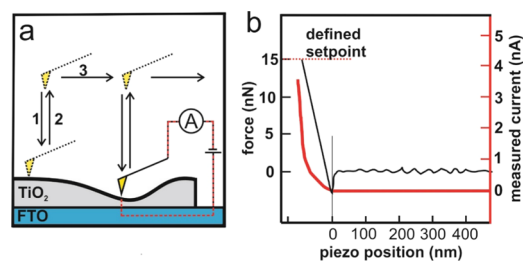 a
3
1
2
A
TiO2
FTO
b
defined
setpoint
force (nN)
15
10
5
0
measured current (nA)
5
4
3
2
1
0
0 100 200 300 400
piezo position (nm)